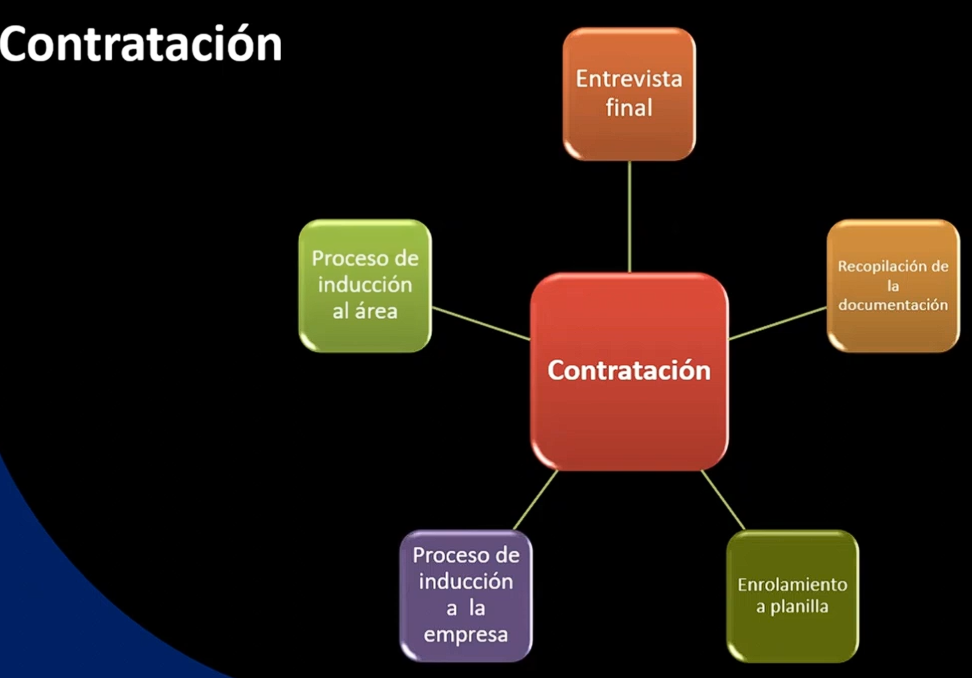 Contratación
Entrevista
final
Recopilación de
la
documentación
Contratación
Enrolamiento
a planilla
Proceso de
inducción
a la
empresa
Proceso de
inducción
al área